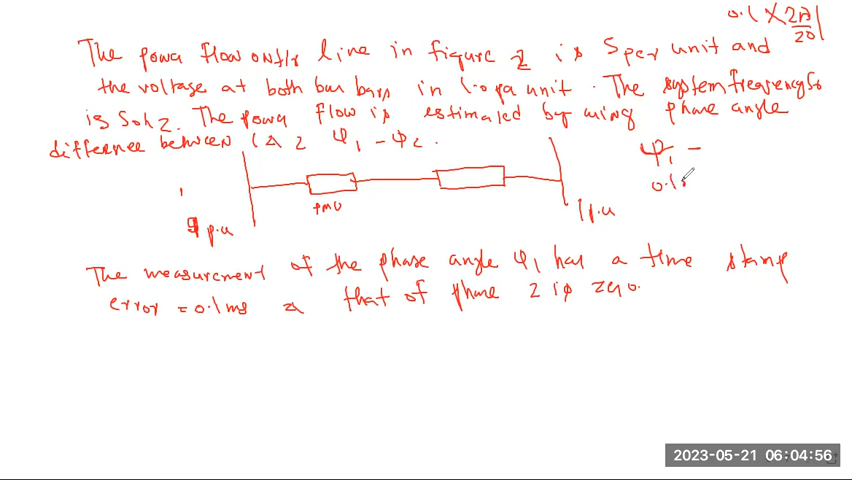 0.1 × 2π/20
The power flow on the line in figure 2 is 5 per unit and
the voltage at both bus bars in 1.0 pa unit. The system frequency
is 50hz. The power flow is estimated by using phase angle
difference between 1 & 2 φ1 - φ2.
φ1 -
0.1
PMU
1 p.u
1 p.u
The measurement of the phase angle φ1 has a time stamp
error = 0.1ms & that of phase 2 is zero.
2023-05-21 06:04:56